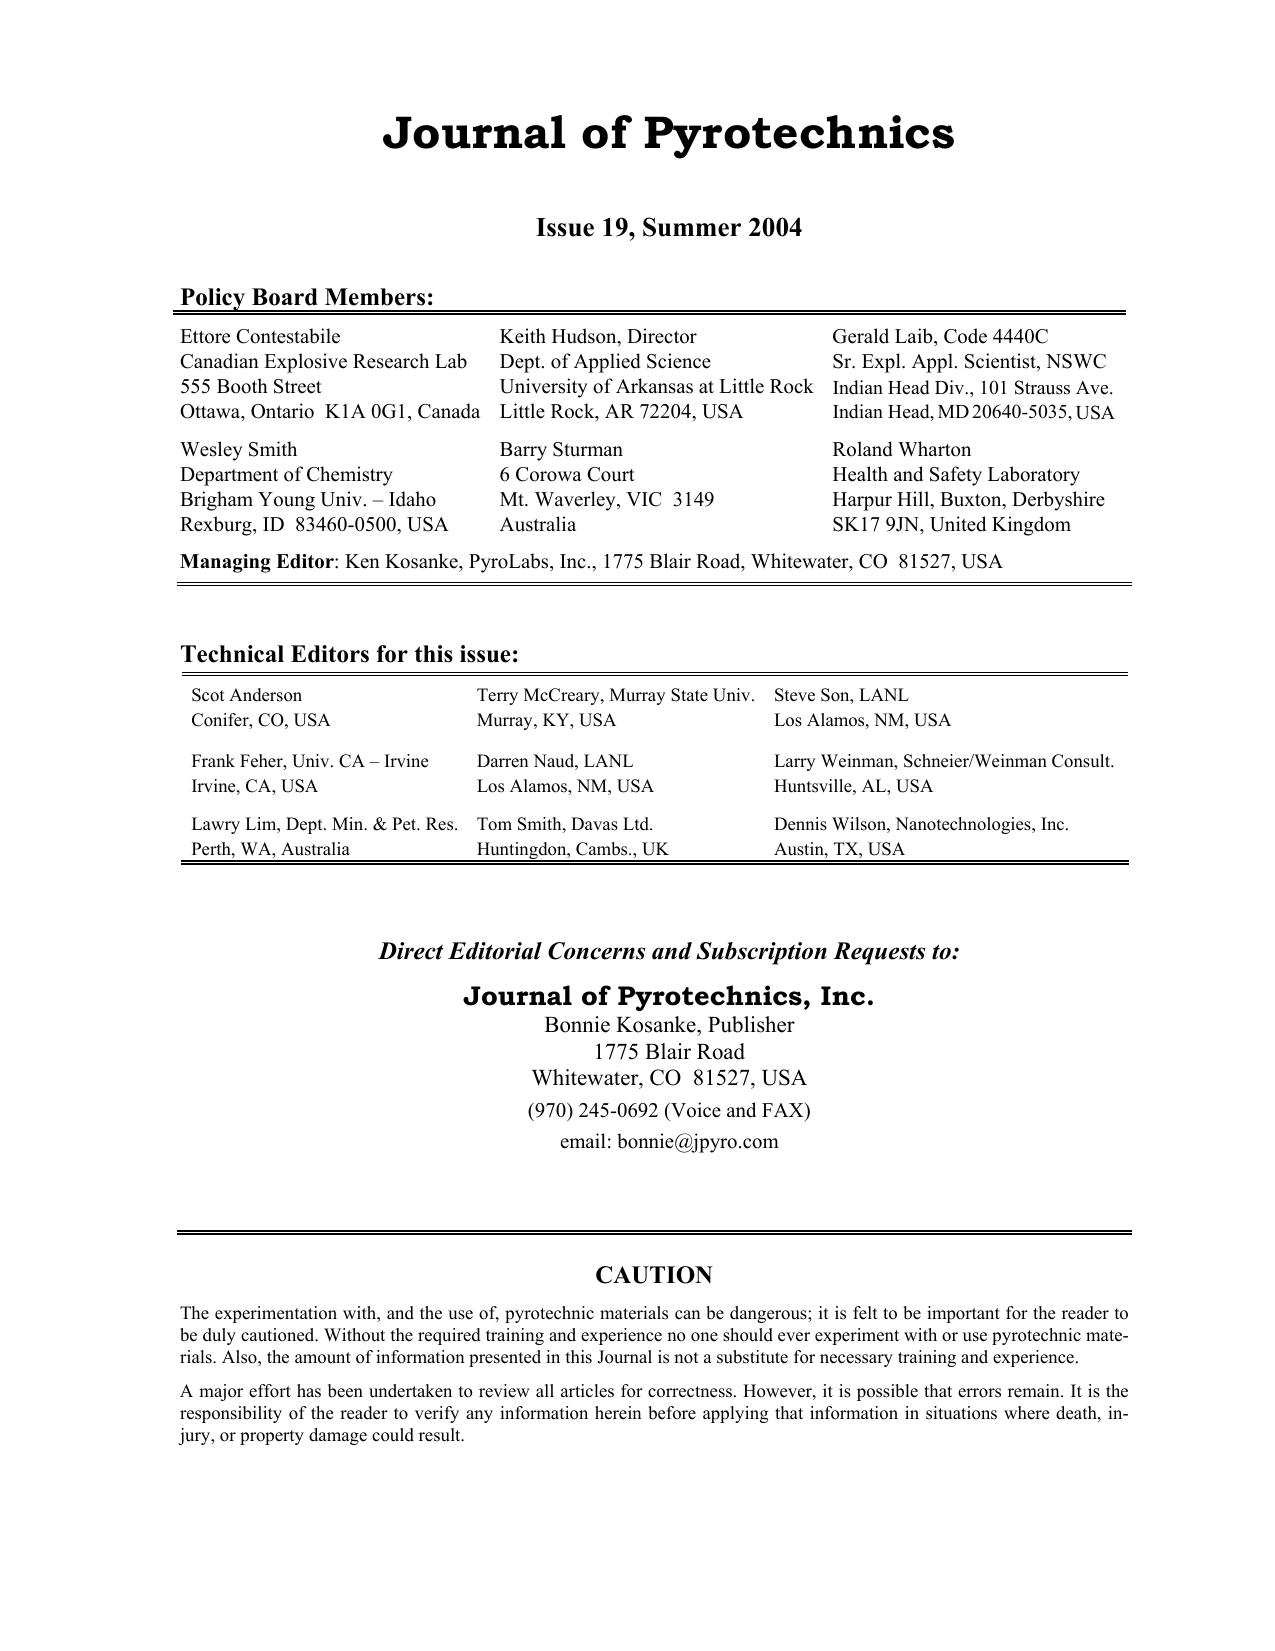 Journal of Pyrotechnics
Issue 19, Summer 2004
Policy Board Members:
Ettore Contestabile
Canadian Explosive Research Lab
555 Booth Street
Ottawa, Ontario K1A 0G1, Canada
Keith Hudson, Director
Dept. of Applied Science
University of Arkansas at Little Rock
Little Rock, AR 72204, USA
Gerald Laib, Code 4440C
Sr. Expl. Appl. Scientist, NSWC
Indian Head Div., 101 Strauss Ave.
Indian Head, MD 20640-5035, USA
Wesley Smith
Department of Chemistry
Brigham Young Univ. – Idaho
Rexburg, ID 83460-0500, USA
Barry Sturman
6 Corowa Court
Mt. Waverley, VIC 3149
Australia
Roland Wharton
Health and Safety Laboratory
Harpur Hill, Buxton, Derbyshire
SK17 9JN, United Kingdom
Managing Editor: Ken Kosanke, PyroLabs, Inc., 1775 Blair Road, Whitewater, CO 81527, USA
Technical Editors for this issue:
Scot Anderson
Conifer, CO, USA
Terry McCreary, Murray State Univ.
Murray, KY, USA
Steve Son, LANL
Los Alamos, NM, USA
Frank Feher, Univ. CA – Irvine
Irvine, CA, USA
Darren Naud, LANL
Los Alamos, NM, USA
Larry Weinman, Schneier/Weinman Consult.
Huntsville, AL, USA
Lawry Lim, Dept. Min. & Pet. Res.
Perth, WA, Australia
Tom Smith, Davas Ltd.
Huntingdon, Cambs., UK
Dennis Wilson, Nanotechnologies, Inc.
Austin, TX, USA
Direct Editorial Concerns and Subscription Requests to:
Journal of Pyrotechnics, Inc.
Bonnie Kosanke, Publisher
1775 Blair Road
Whitewater, CO 81527, USA
(970) 245-0692 (Voice and FAX)
email: bonnie@jpyro.com
CAUTION
The experimentation with, and the use of, pyrotechnic materials can be dangerous; it is felt to be important for the reader to
be duly cautioned. Without the required training and experience no one should ever experiment with or use pyrotechnic mate-
rials. Also, the amount of information presented in this Journal is not a substitute for necessary training and experience.
A major effort has been undertaken to review all articles for correctness. However, it is possible that errors remain. It is the
responsibility of the reader to verify any information herein before applying that information in situations where death, in-
jury, or property damage could result.